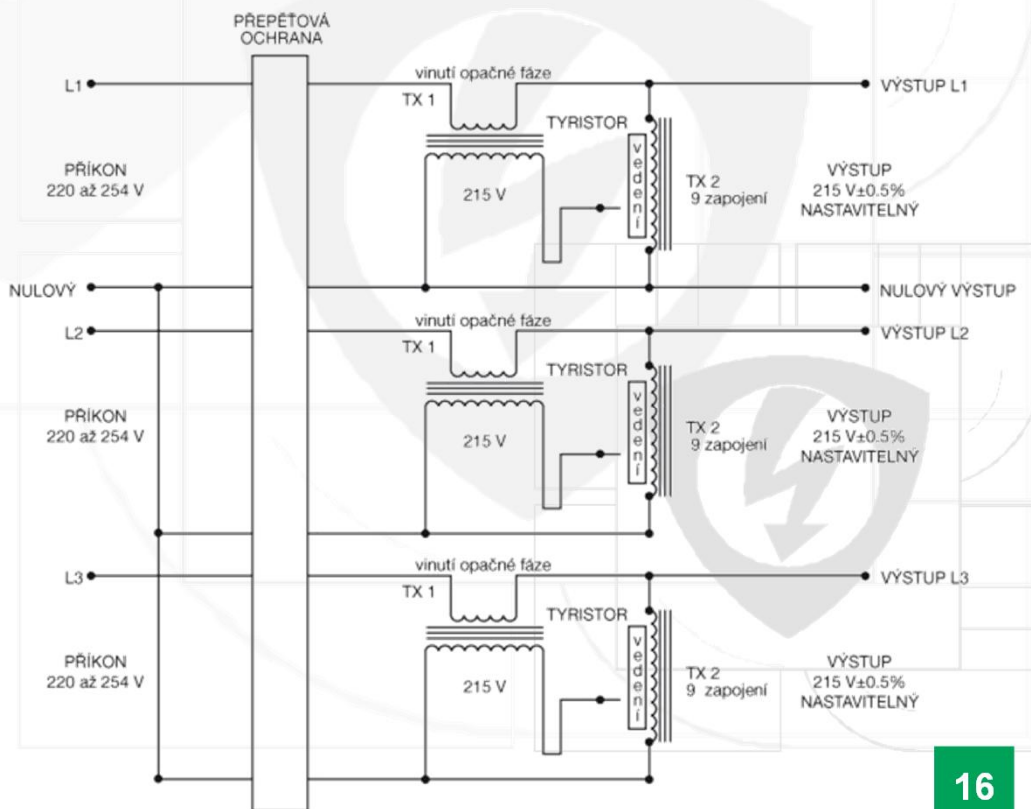 PŘEPĚŤOVÁ
OCHRANA
L1
vinutí opačné fáze
TX 1
TYRISTOR
VÝSTUP L1
PŘÍKON
220 až 254 V
215 V
vedení
TX 2
9 zapojení
VÝSTUP
215 V±0.5%
NASTAVITELNÝ
NULOVÝ
NULOVÝ VÝSTUP
L2
vinutí opačné fáze
TX 1
TYRISTOR
VÝSTUP L2
PŘÍKON
220 až 254 V
215 V
vedení
TX 2
9 zapojení
VÝSTUP
215 V±0.5%
NASTAVITELNÝ
L3
vinutí opačné fáze
TX 1
TYRISTOR
VÝSTUP L3
PŘÍKON
220 až 254 V
215 V
vedení
TX 2
9 zapojení
VÝSTUP
215 V±0.5%
NASTAVITELNÝ
16